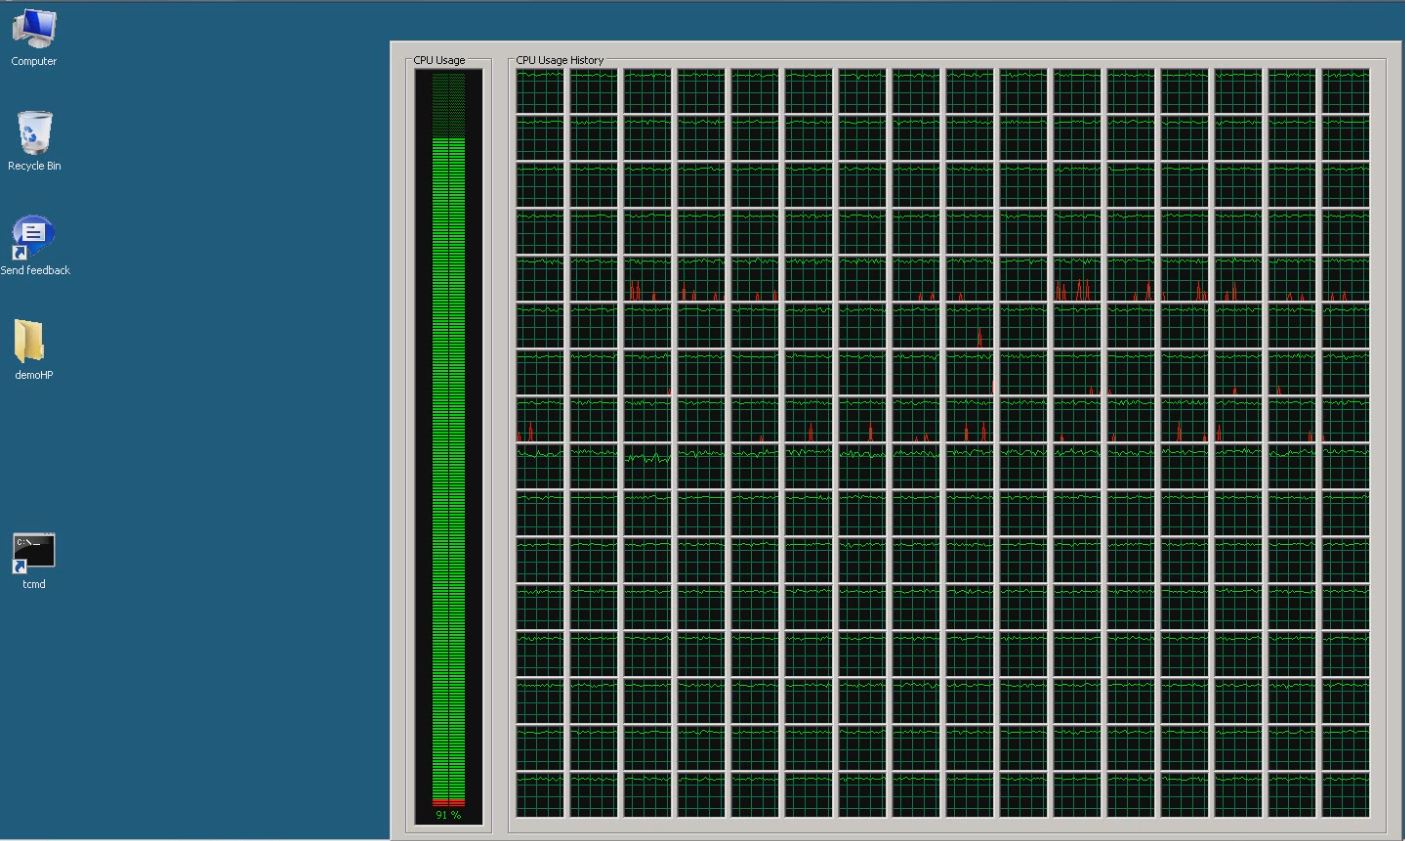 Computer
Recycle Bin
Send feedback
demoHP
C:\._
tcmd
CPU Usage
91 %
CPU Usage History